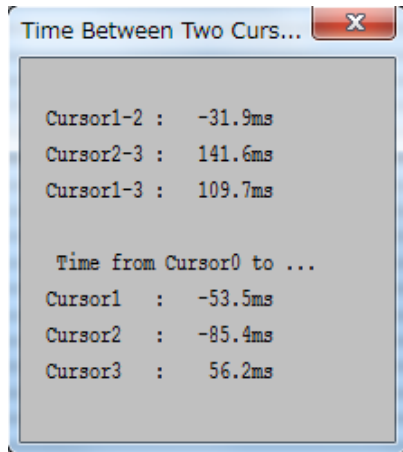 Time Between Two Curs...
Cursor1-2 : -31.9ms
Cursor2-3 : 141.6ms
Cursor1-3 : 109.7ms
Time from Cursor0 to ...
Cursor1 : -53.5ms
Cursor2 : -85.4ms
Cursor3 : 56.2ms